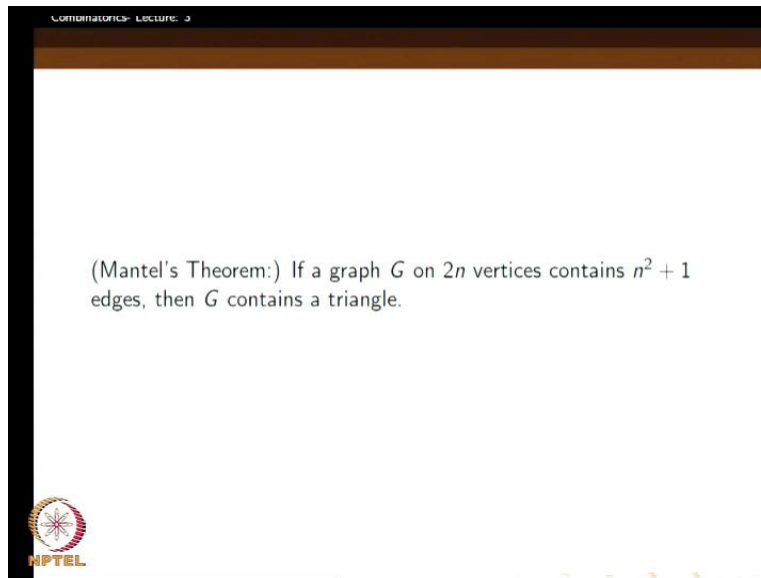 Combinatorics- Lecture: 3
(Mantel's Theorem:) If a graph G on 2n vertices contains n² + 1
edges, then G contains a triangle.
NPTEL